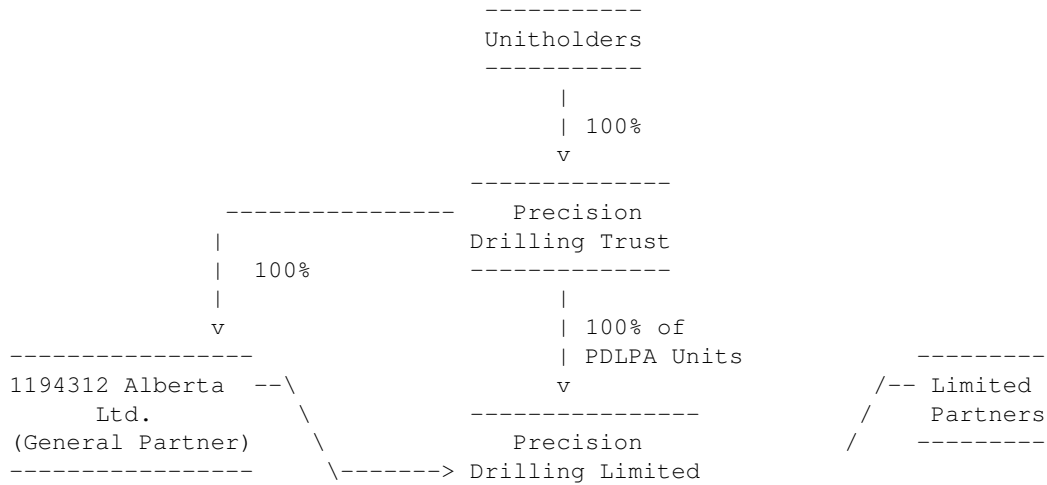 -----------
Unitholders
-----------
|
| 100%
v
--------------
---------------- Precision
| Drilling Trust
| 100% --------------
| |
v | 100% of
----------------- | PDLPA Units ---------
1194312 Alberta --\ v /-- Limited
Ltd. \ ---------------- / Partners
(General Partner) \ Precision / ---------
----------------- \-------> Drilling Limited